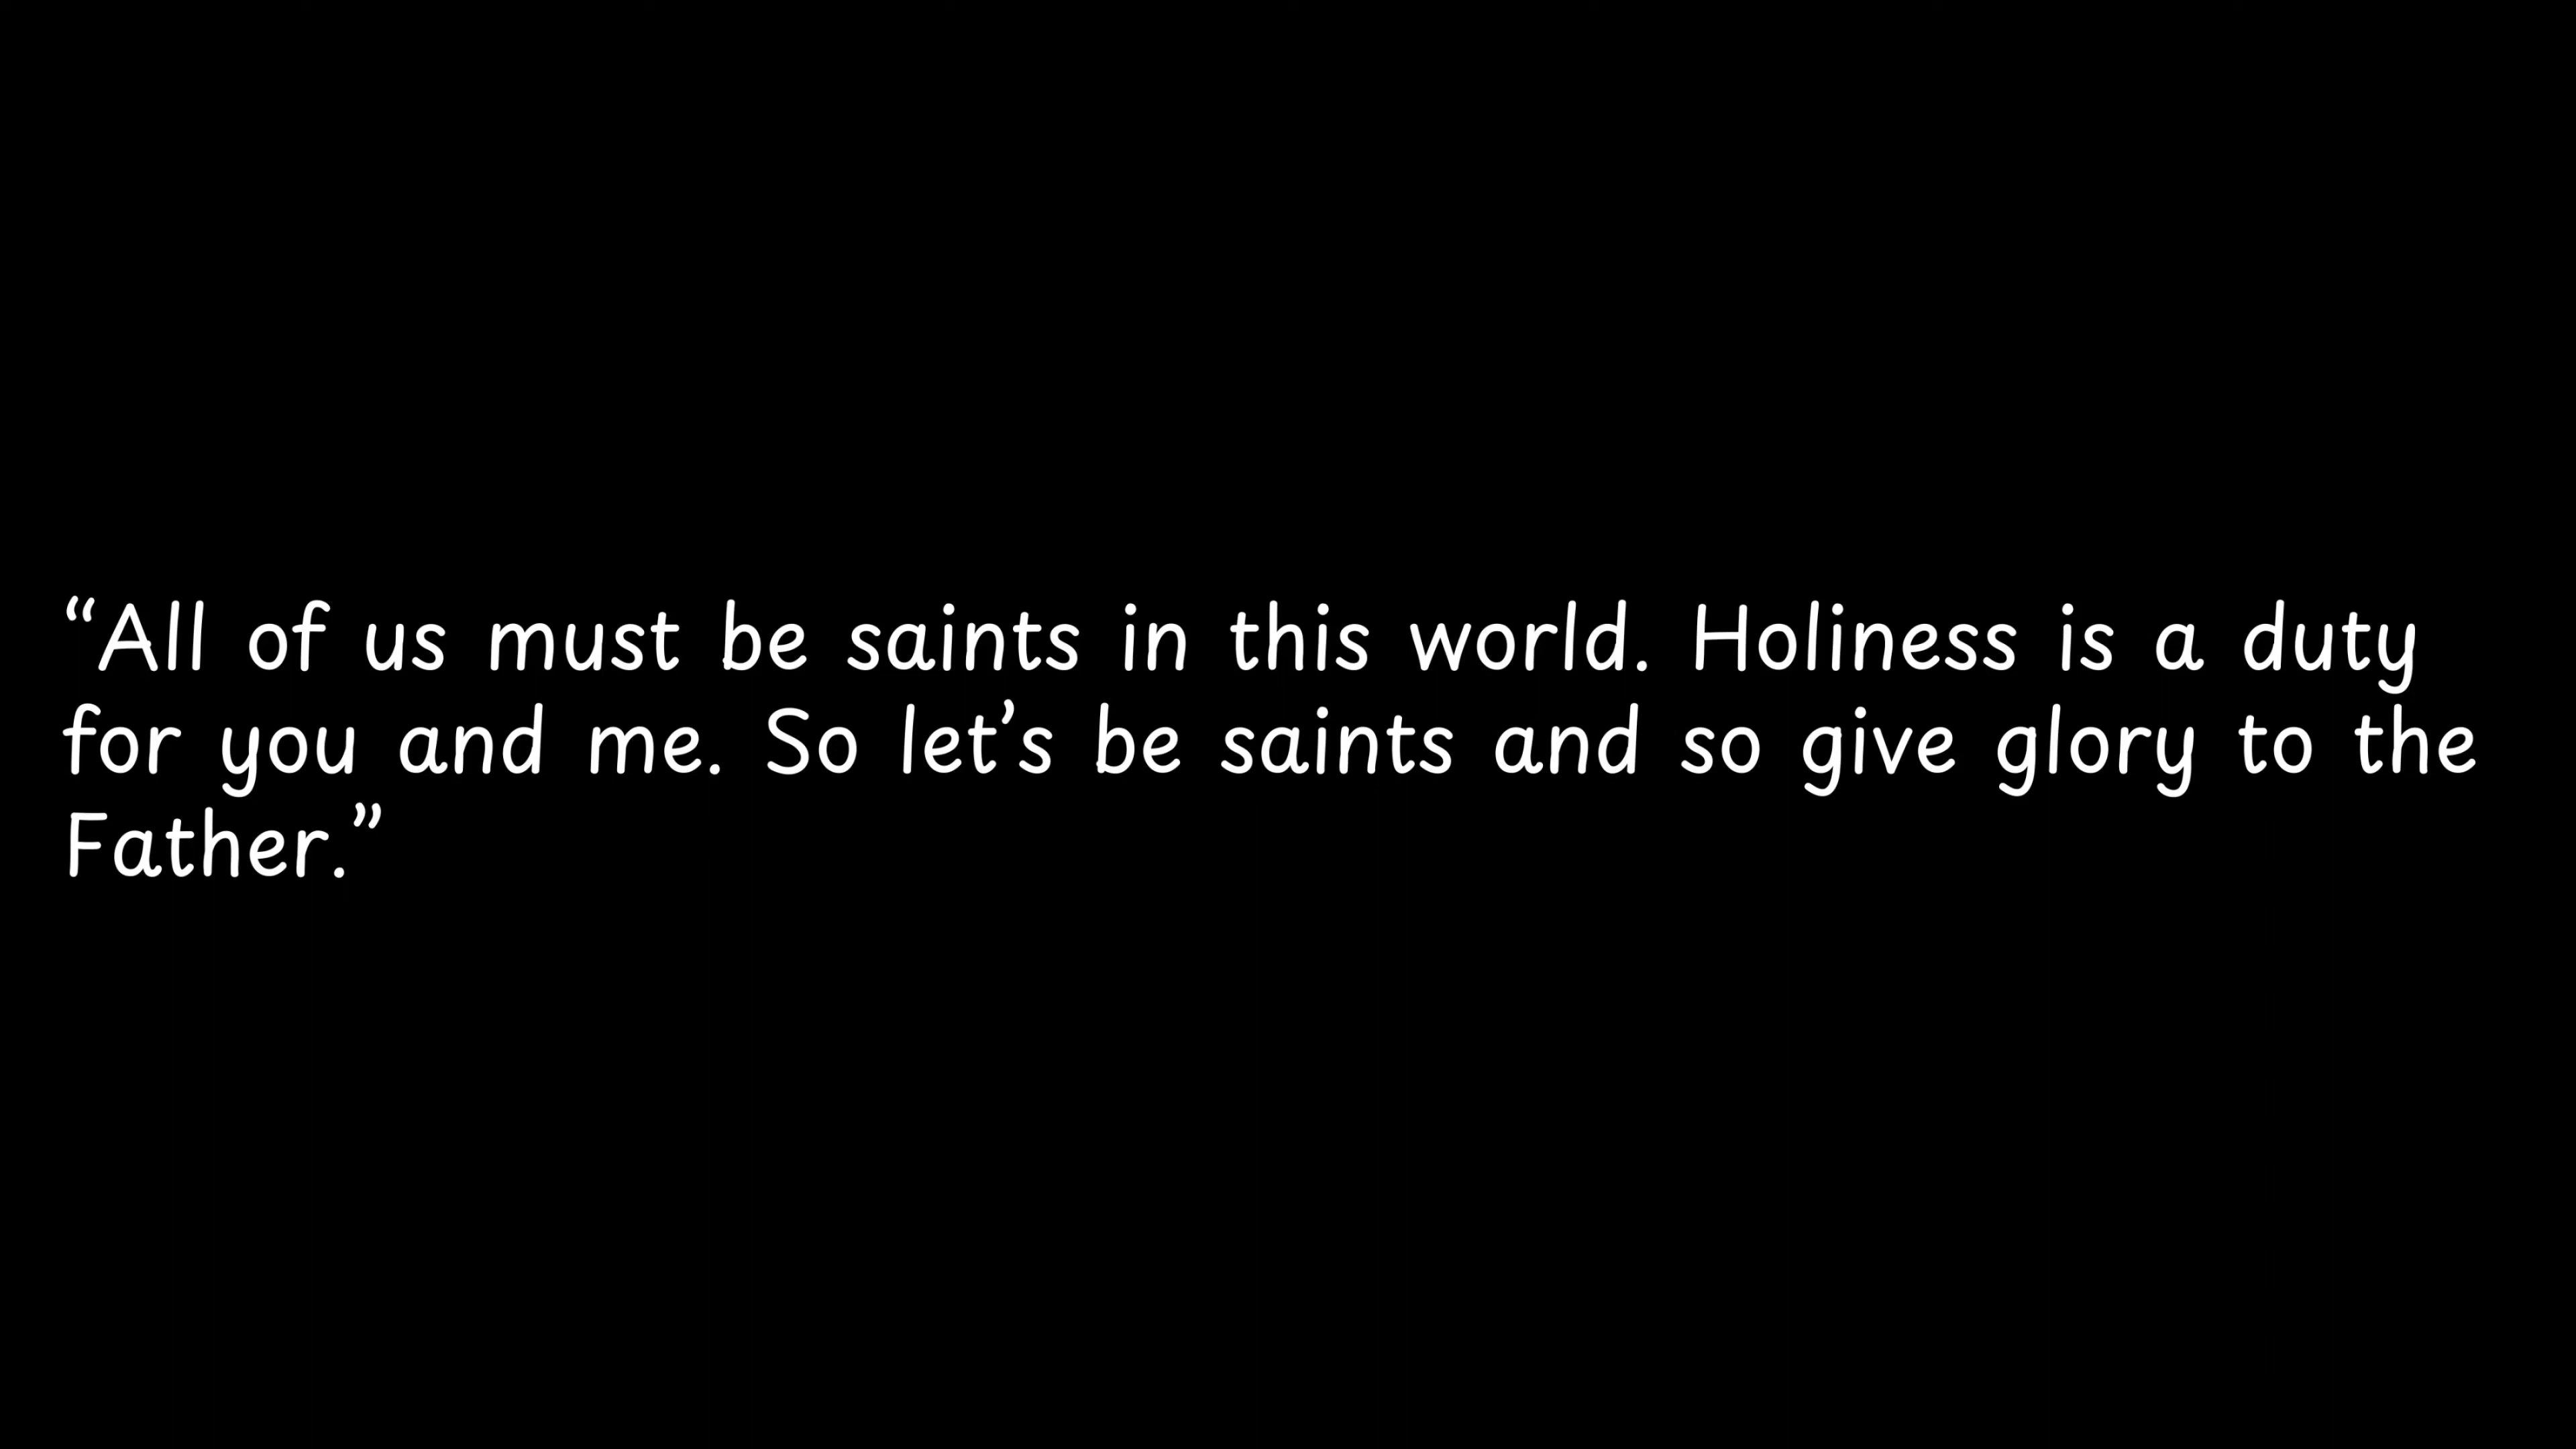 “All of us must be saints in this world. Holiness is a duty
for you and me. So let’s be saints and so give glory to the
Father.”